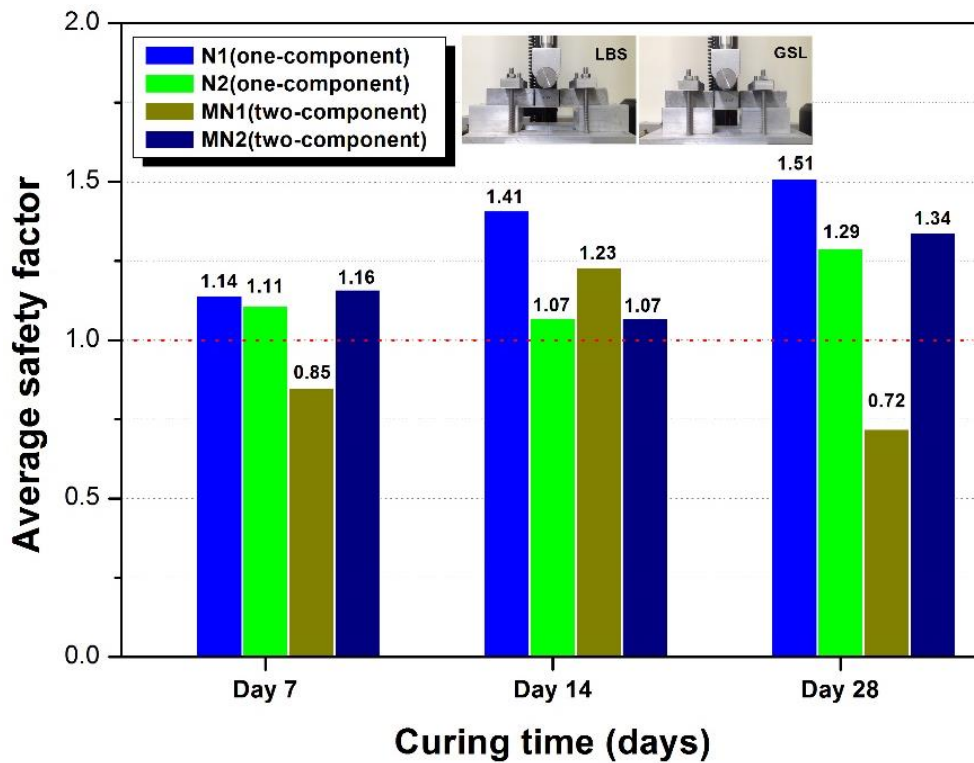 2.0
1.5
1.0
0.5
0.0
Average safety factor
N1(one-component)
N2(one-component)
MN1(two-component)
MN2(two-component)
LBS
GSL
1.14
1.11
0.85
1.16
1.41
1.07
1.23
1.07
1.51
1.29
0.72
1.34
Day 7
Day 14
Day 28
Curing time (days)